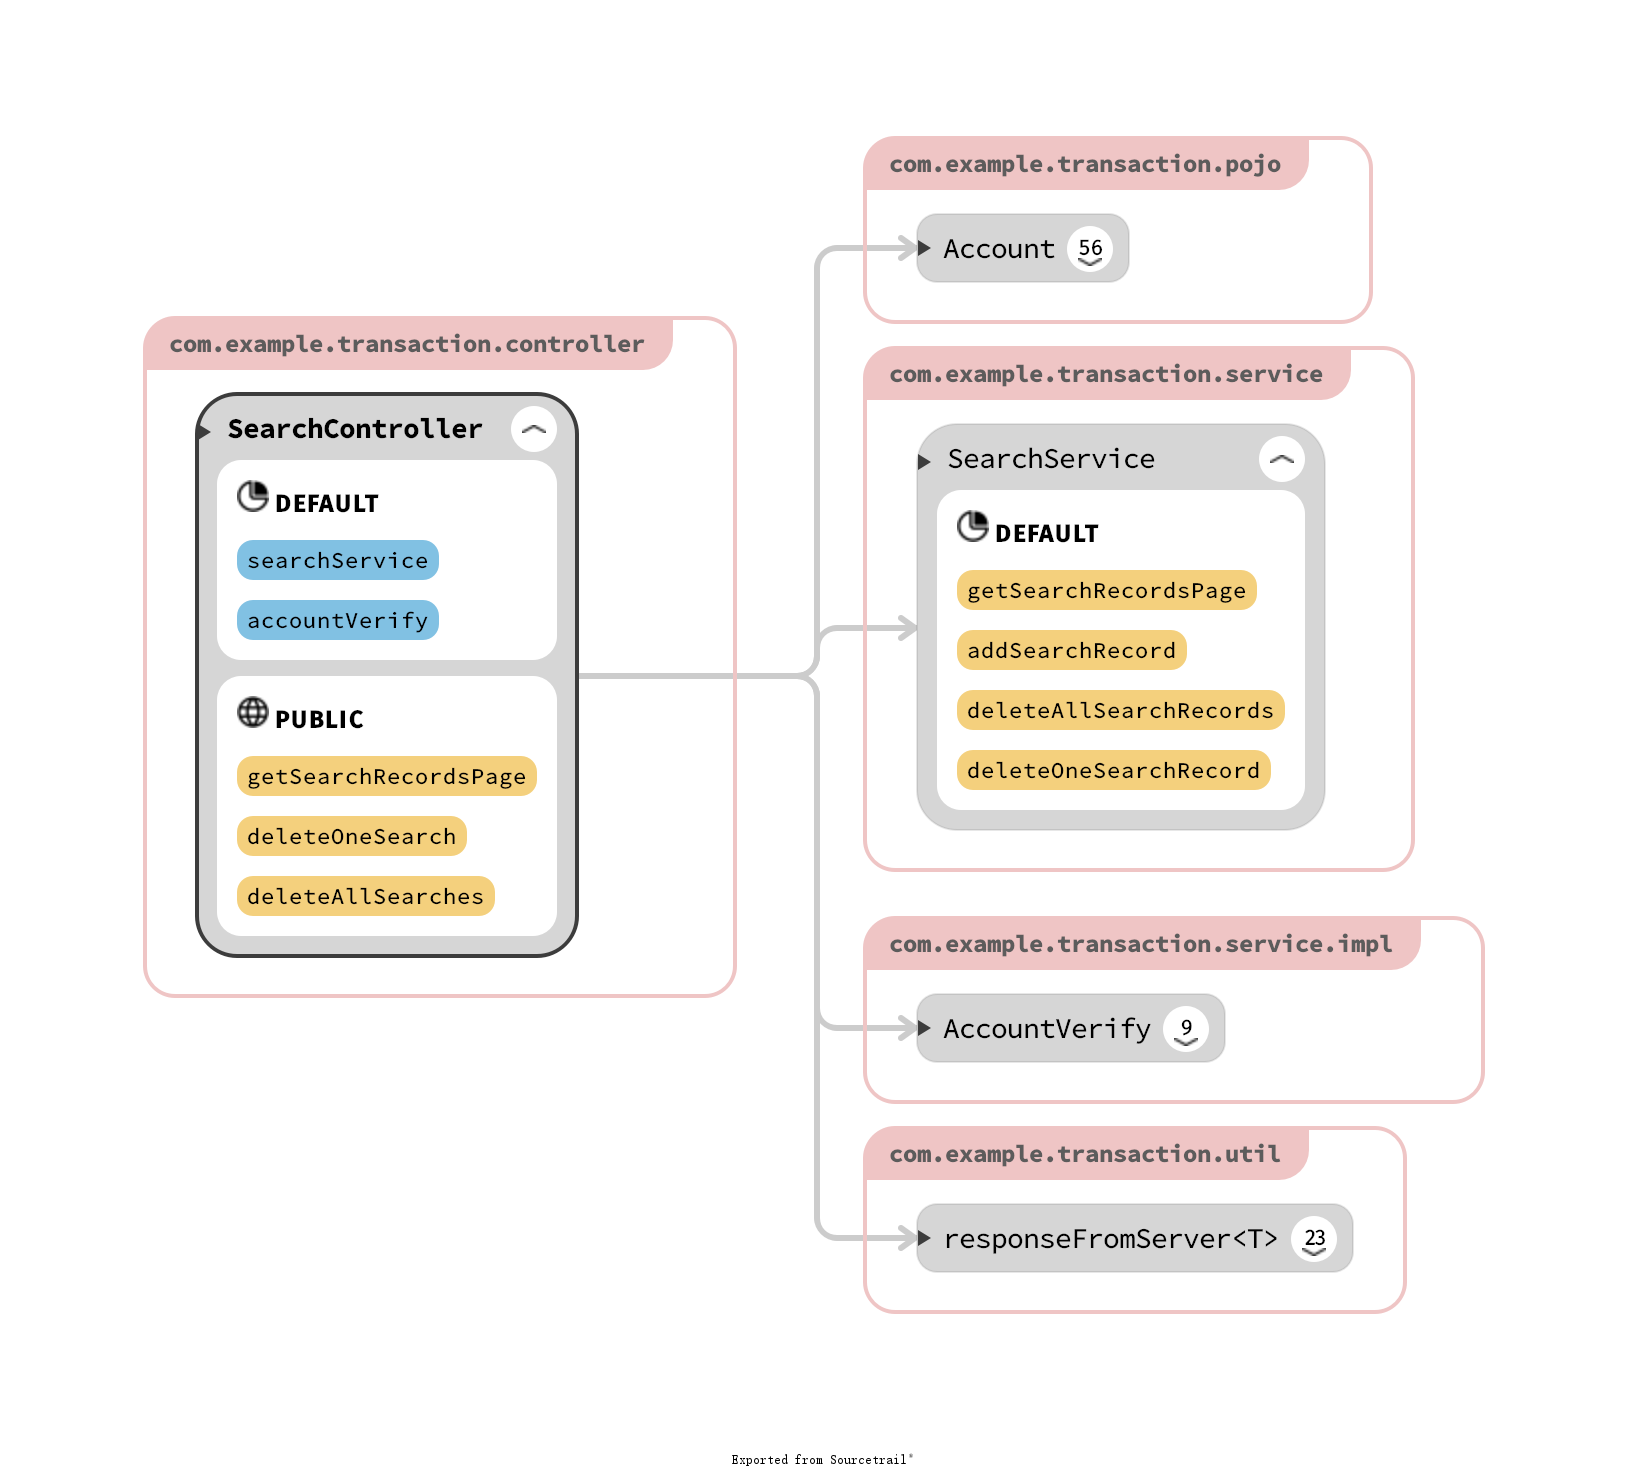 com.example.transaction.controller
SearchController
DEFAULT
searchService
accountVerify
PUBLIC
getSearchRecordsPage
deleteOneSearch
deleteAllSearches
com.example.transaction.pojo
Account 56
com.example.transaction.service
SearchService
DEFAULT
getSearchRecordsPage
addSearchRecord
deleteAllSearchRecords
deleteOneSearchRecord
com.example.transaction.service.impl
AccountVerify 9
com.example.transaction.util
responseFromServer<T> 23
Exported from Sourcetrail®